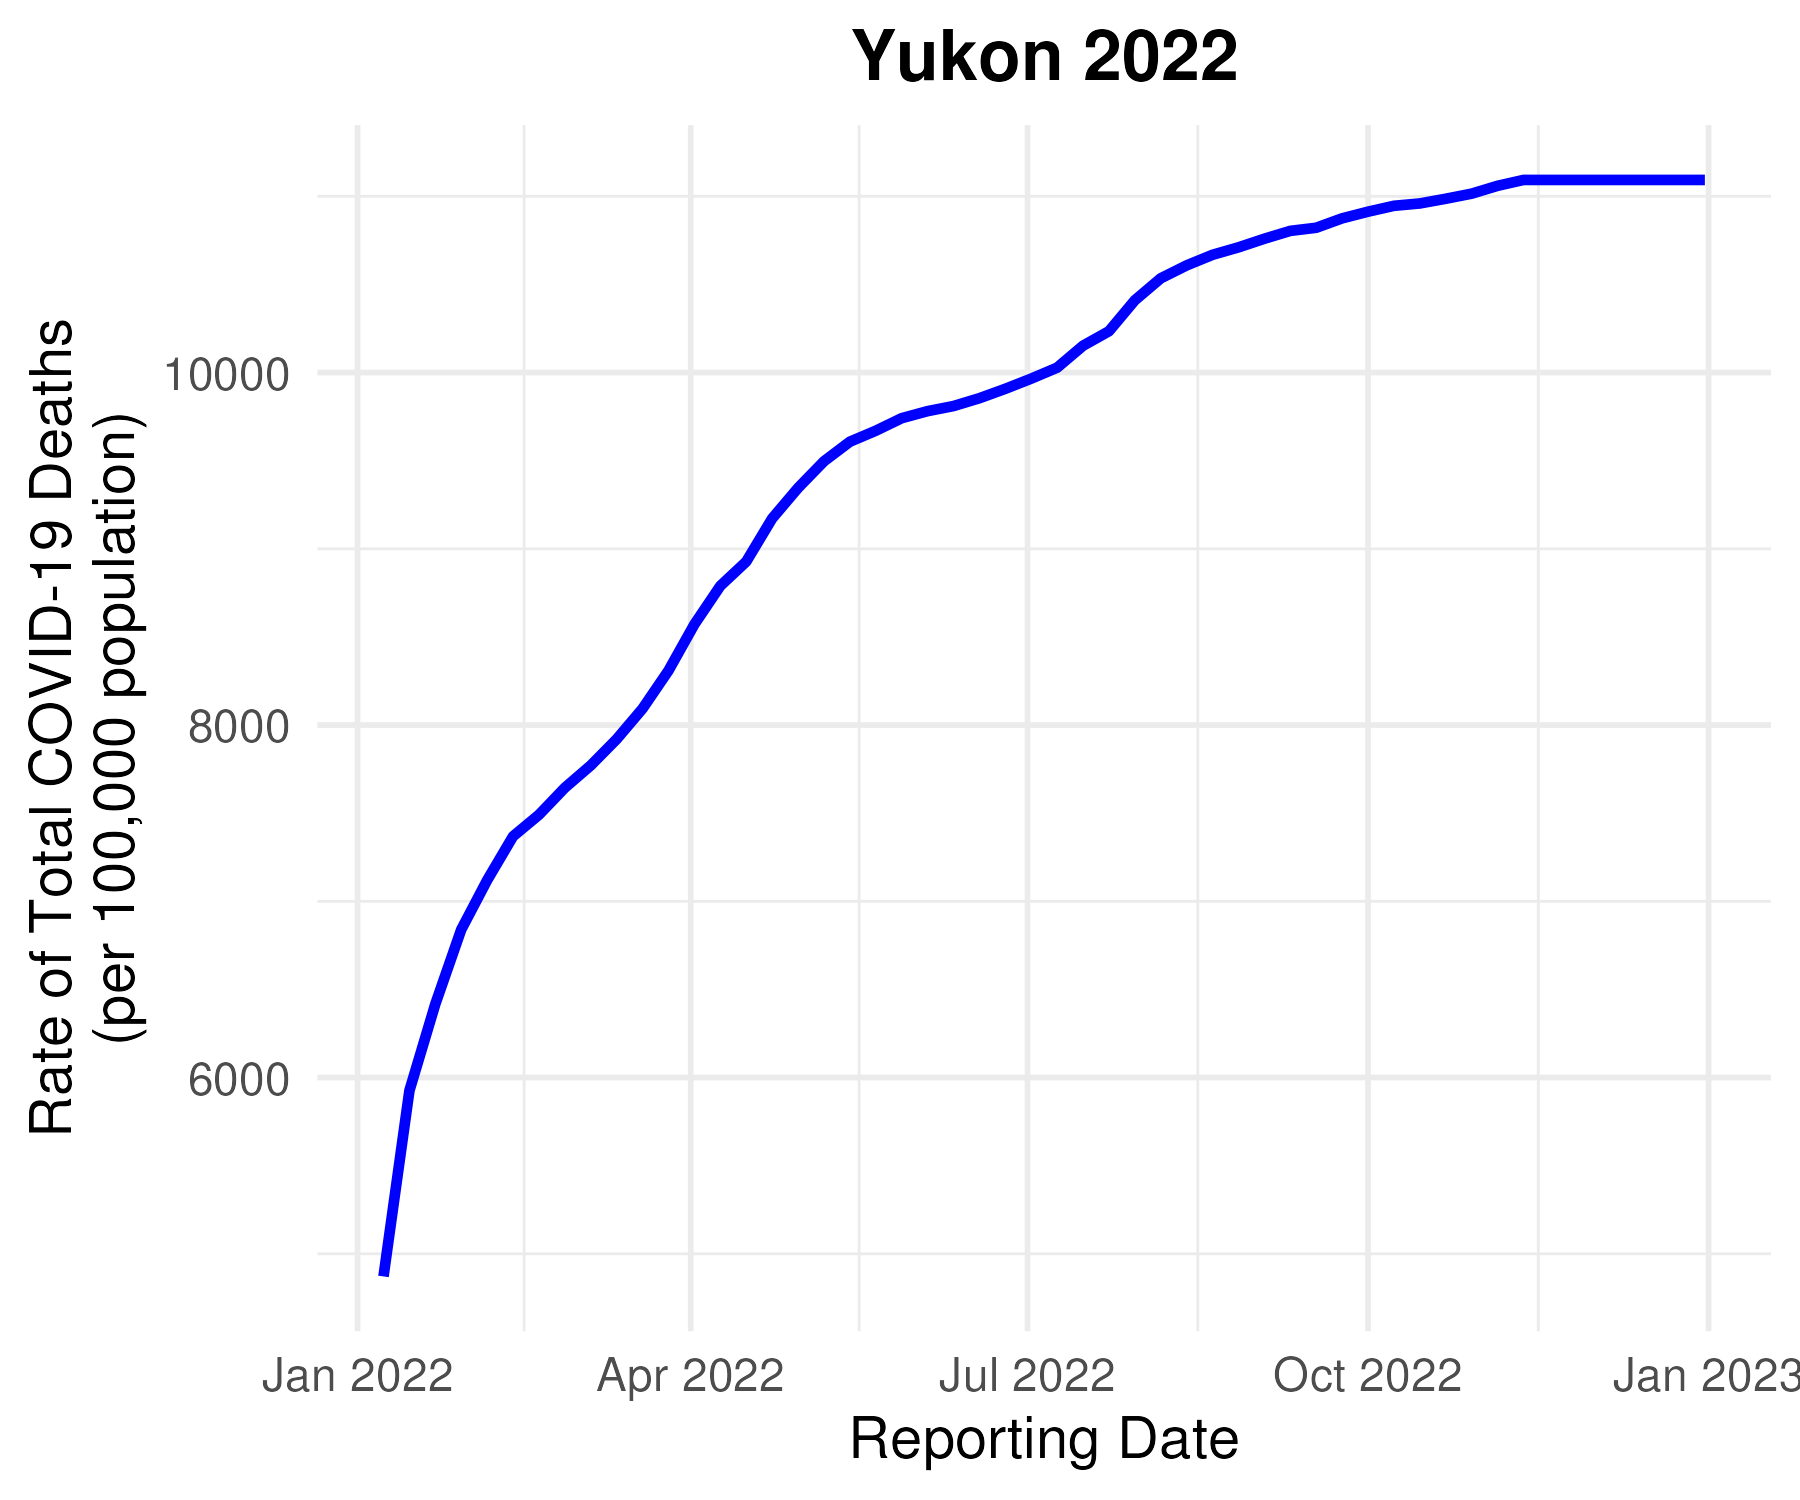 Yukon 2022
Rate of Total COVID-19 Deaths
(per 100,000 population)
10000
8000
6000
Jan 2022
Apr 2022
Jul 2022
Oct 2022
Jan 2023
Reporting Date